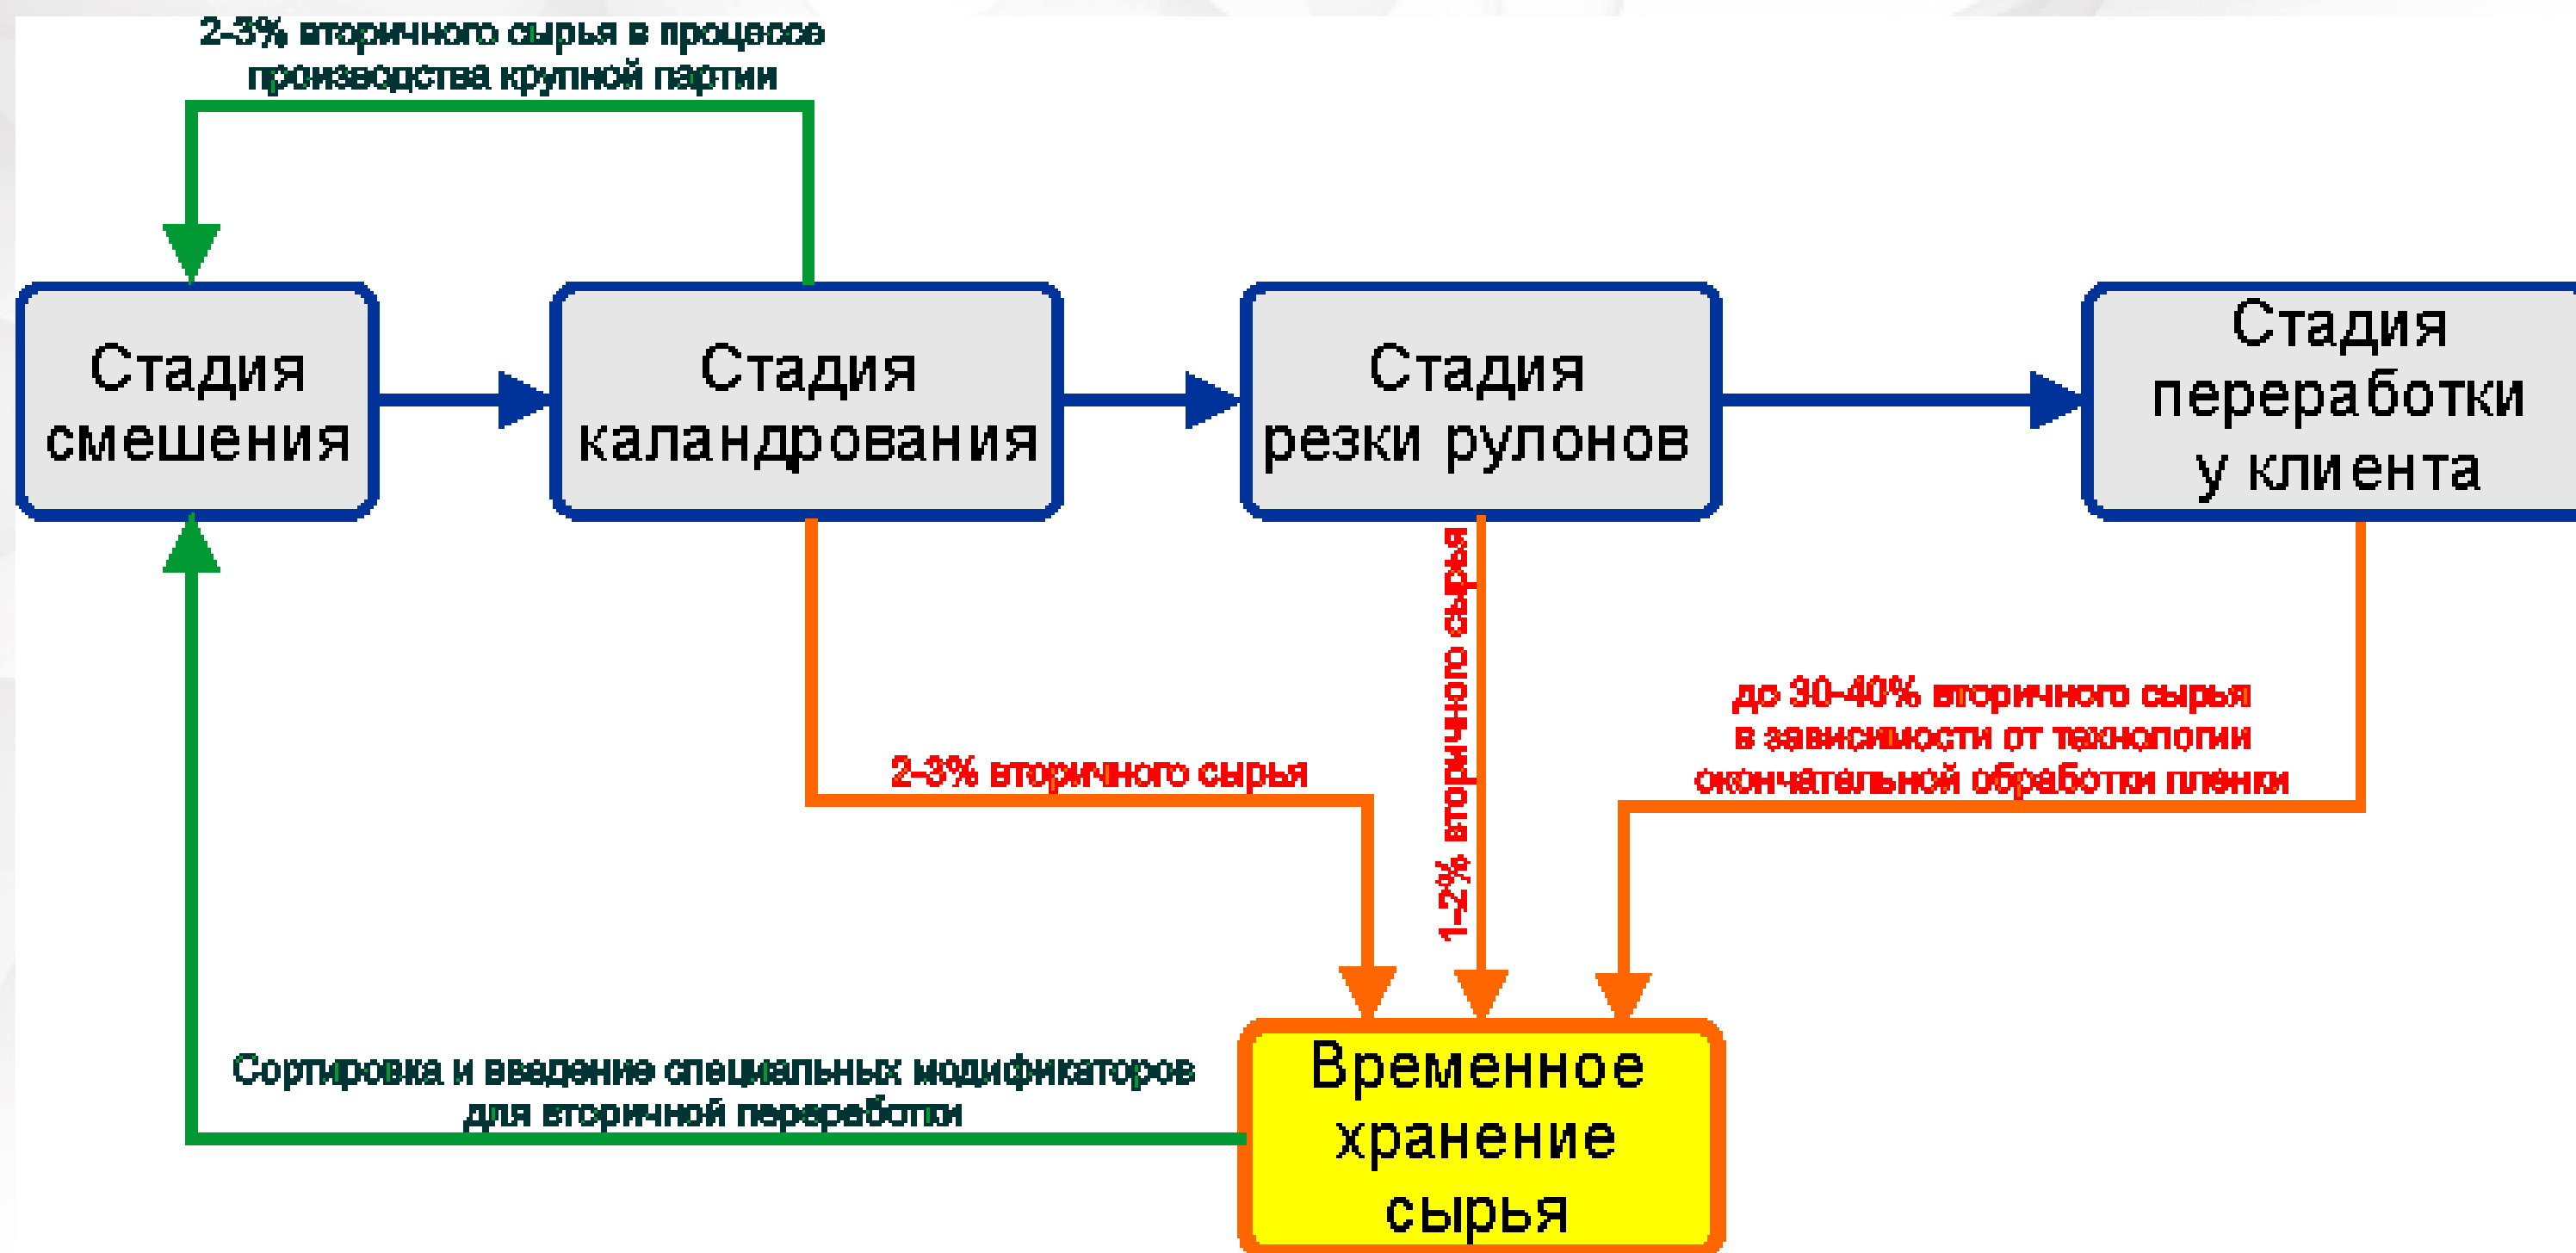 2-3% вторичного сырья в процессе
производства крупной партии
Стадия
смешения
Стадия
каландрования
Стадия
резки рулонов
Стадия
переработки
у клиента
2-3% вторичного сырья
1-2% вторичного сырья
до 30-40% вторичного сырья
в зависимости от технологии
окончательной обработки пленки
Сортировка и введение специальных модификаторов
для вторичной переработки
Временное
хранение
сырья